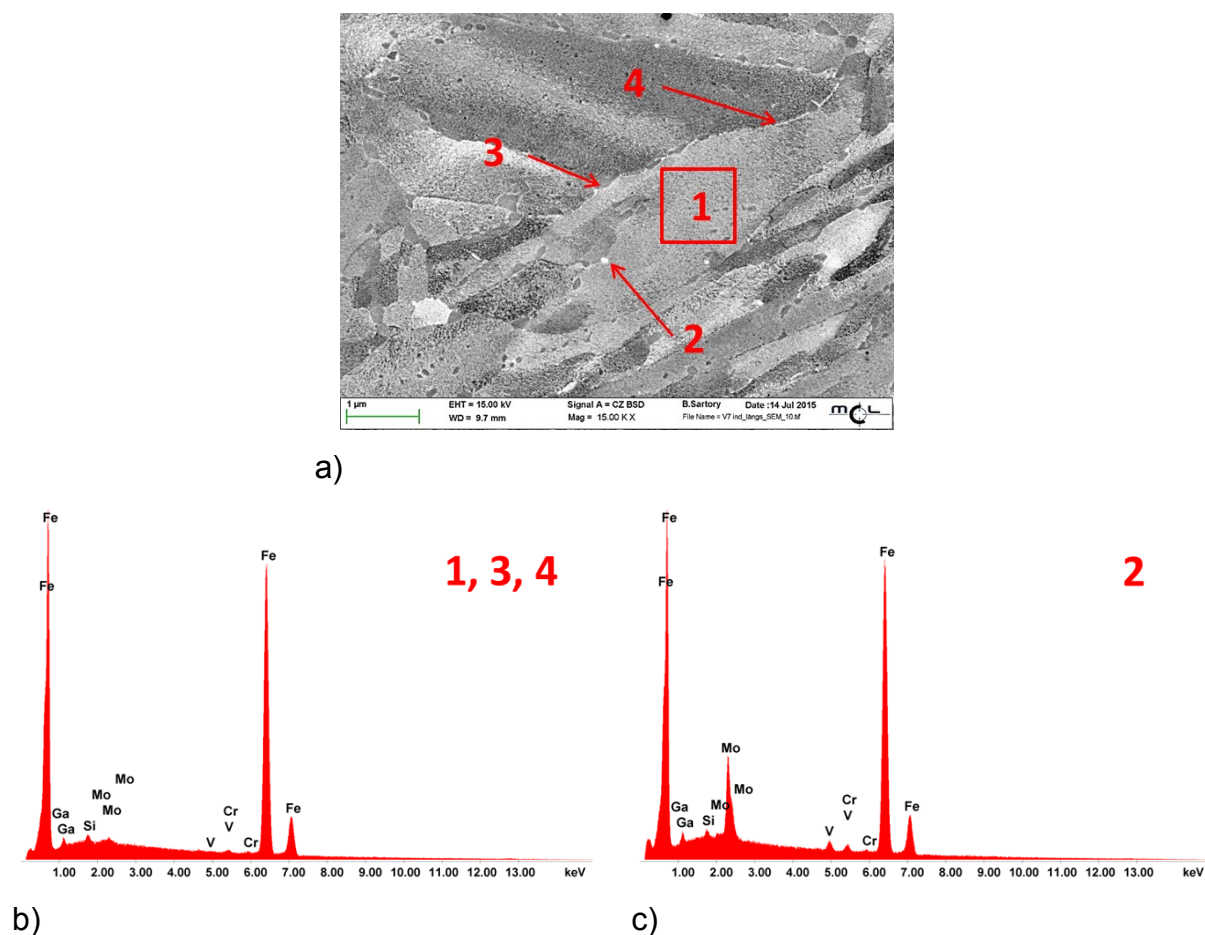 4
3
1
2
1 µm
EHT = 15.00 kV
Signal A = CZ BSD
B.Sartory
Date :14 Jul 2015
WD = 9.7 mm
Mag = 15.00 K X
File Name = V7 ind_längs_SEM_10.tif
mcl
a)
Fe
Fe
1, 3, 4
Fe
Mo
Mo
Ga
Mo
Cr
Fe
Ga
Si
V
V
Cr
1.00 2.00 3.00 4.00 5.00 6.00 7.00 8.00 9.00 10.00 11.00 12.00 13.00 keV
b)
Fe
Fe
2
Fe
Mo
Mo
Ga
Mo
Cr
Fe
Ga
Si
V
V
Cr
1.00 2.00 3.00 4.00 5.00 6.00 7.00 8.00 9.00 10.00 11.00 12.00 13.00 keV
c)